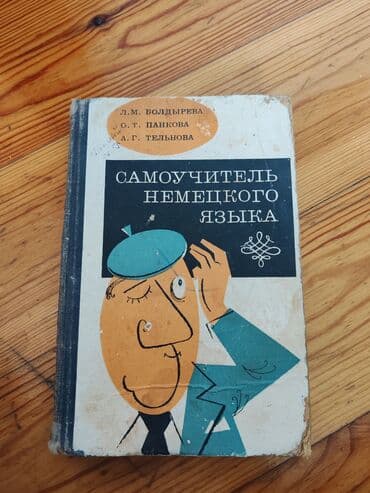 Л. М. БОЛДЫРЕВА
О. Т. ПАНКОВА
А. Г. ТЕЛЬНОВА
САМОУЧИТЕЛЬ
НЕМЕЦКОГО
ЯЗЫКА